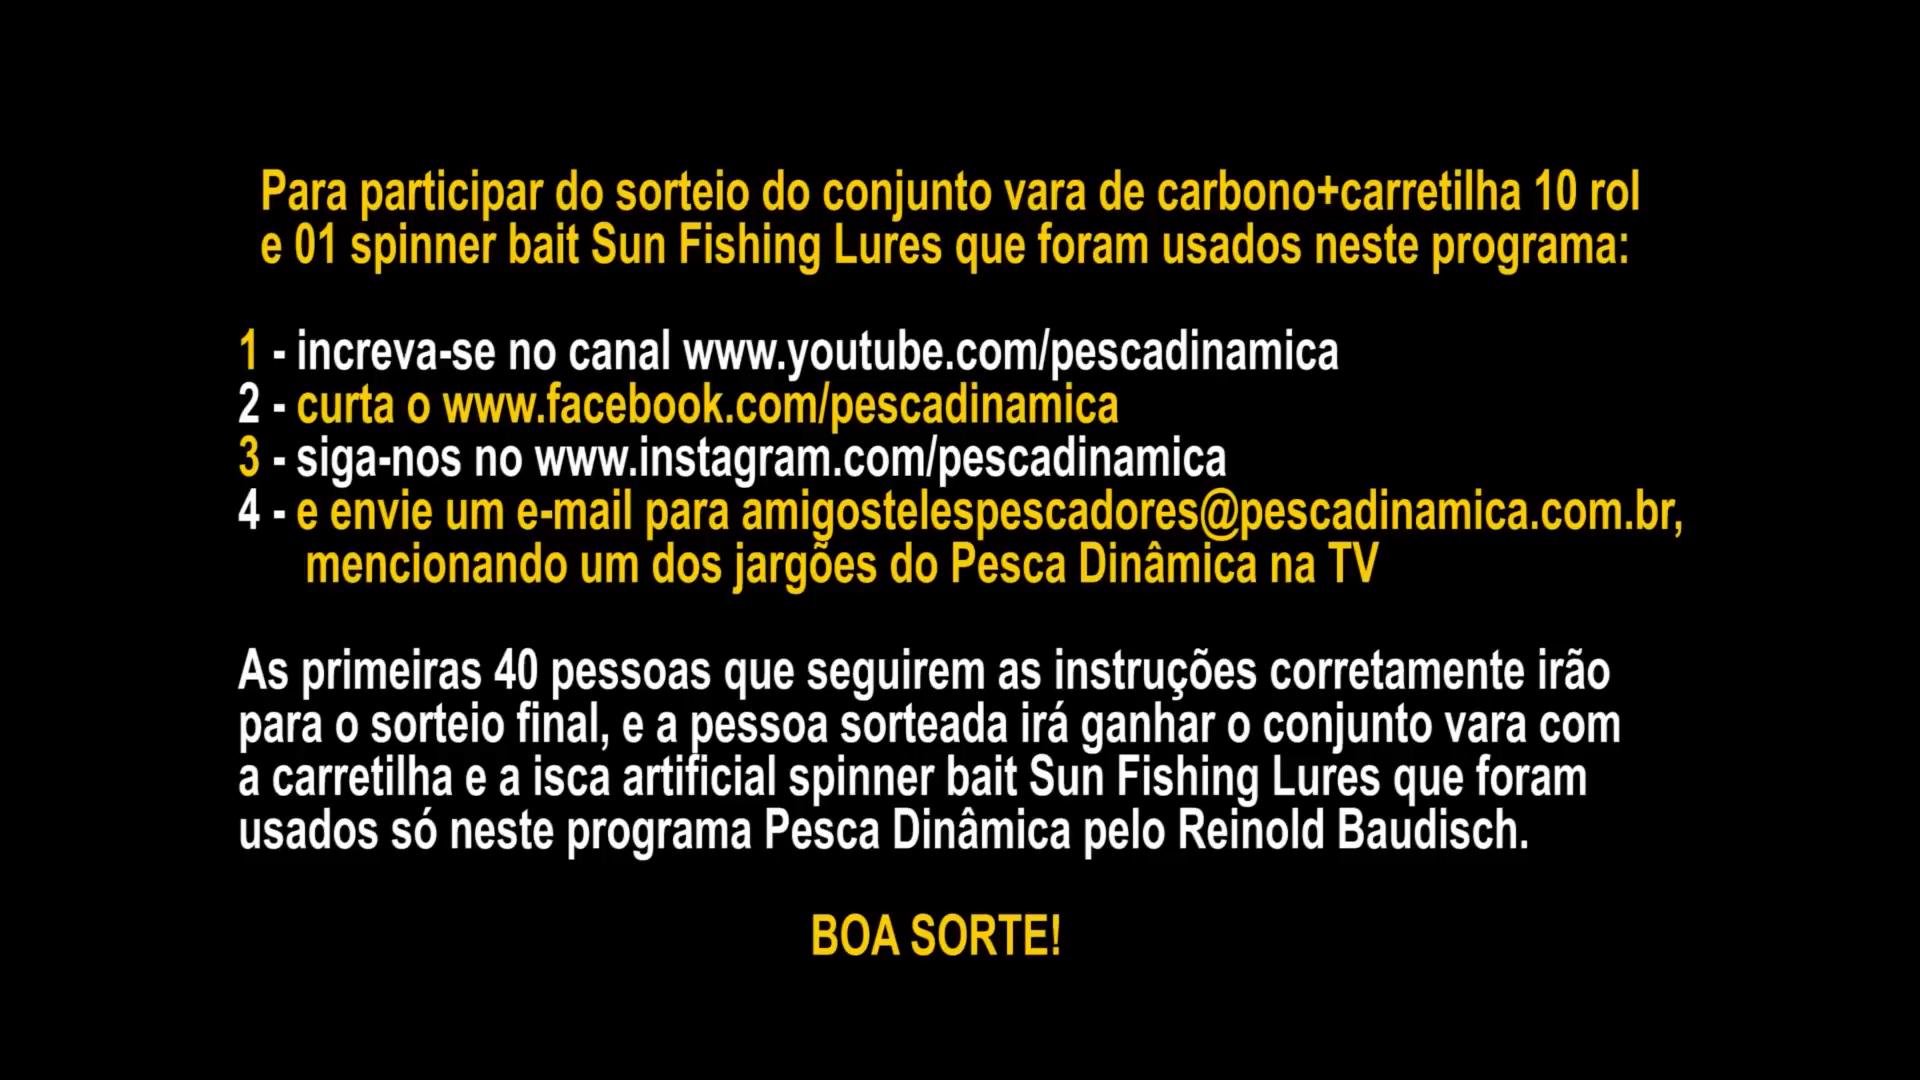 Para participar do sorteio do conjunto vara de carbono+carretilha 10 rol
e 01 spinner bait Sun Fishing Lures que foram usados neste programa:
1 - increva-se no canal www.youtube.com/pescadinamica
2 - curta o www.facebook.com/pescadinamica
3 - siga-nos no www.instagram.com/pescadinamica
4 - e envie um e-mail para amigostelespescadores@pescadinamica.com.br,
mencionando um dos jargões do Pesca Dinâmica na TV
As primeiras 40 pessoas que seguirem as instruções corretamente irão
para o sorteio final, e a pessoa sorteada irá ganhar o conjunto vara com
a carretilha e a isca artificial spinner bait Sun Fishing Lures que foram
usados só neste programa Pesca Dinâmica pelo Reinold Baudisch.
BOA SORTE!